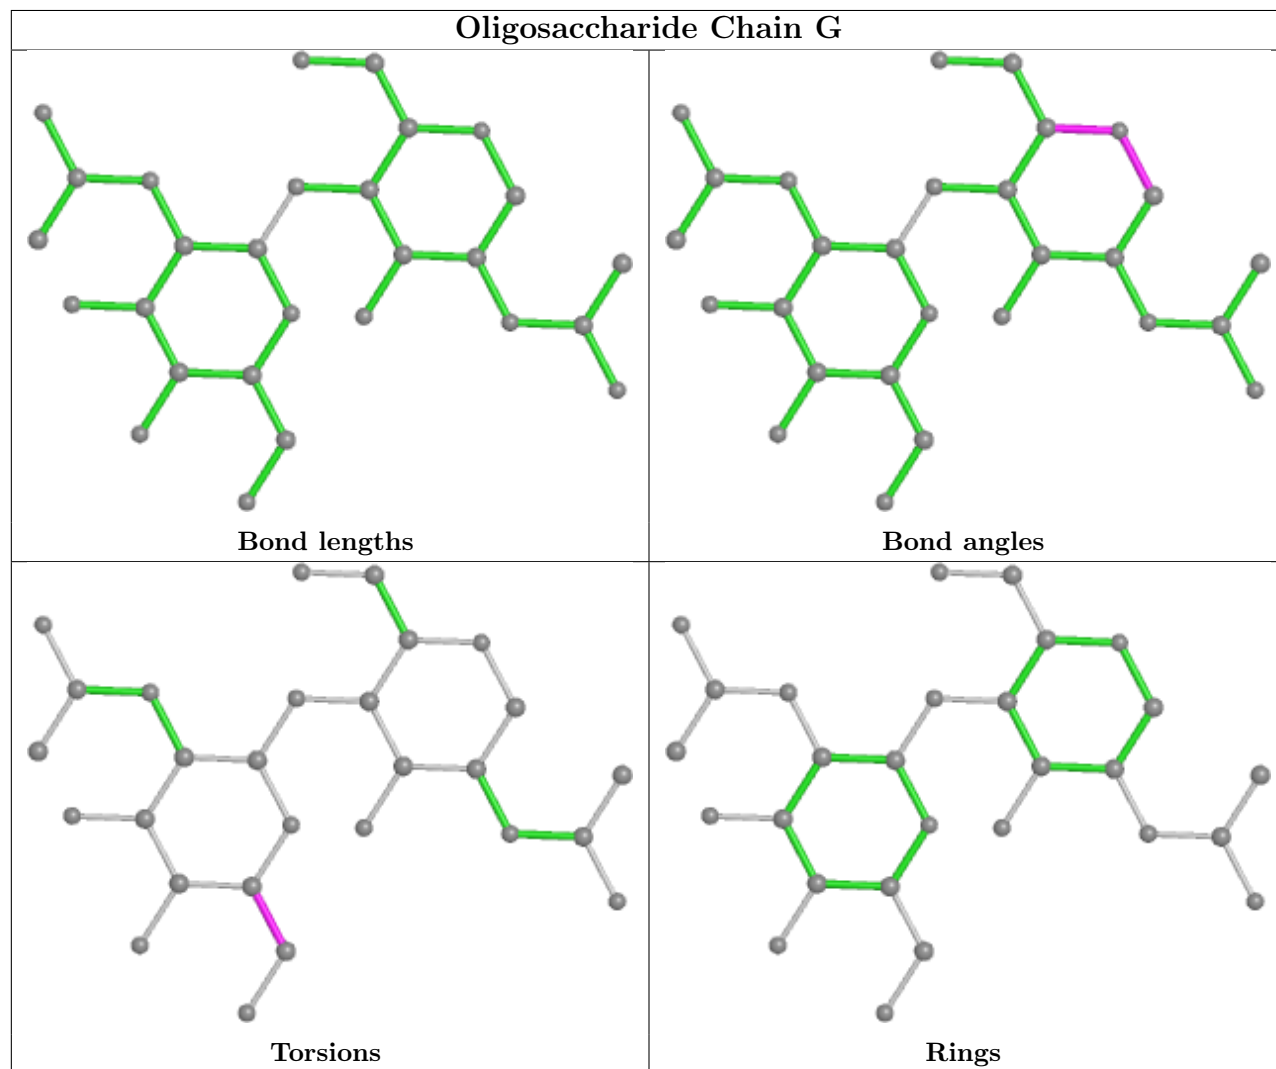 Oligosaccharide Chain G
Bond lengths
Bond angles
Torsions
Rings